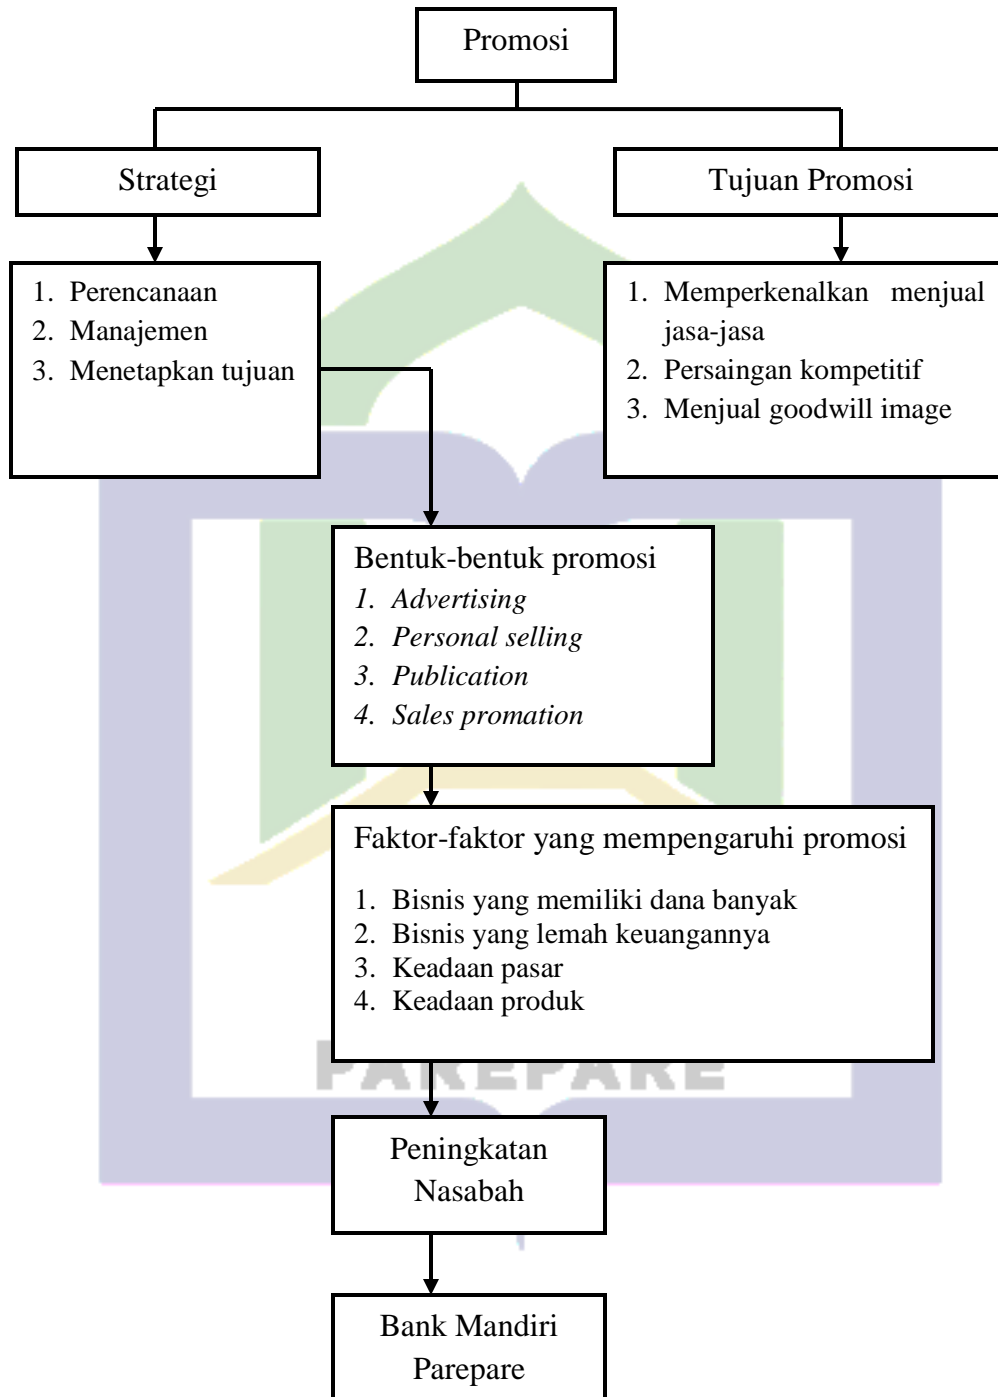 Promosi
Strategi
Tujuan Promosi
1. Perencanaan
2. Manajemen
3. Menetapkan tujuan
1. Memperkenalkan menjual
jasa-jasa
2. Persaingan kompetitif
3. Menjual goodwill image
Bentuk-bentuk promosi
1. Advertising
2. Personal selling
3. Publication
4. Sales promation
Faktor-faktor yang mempengaruhi promosi
1. Bisnis yang memiliki dana banyak
2. Bisnis yang lemah keuangannya
3. Keadaan pasar
4. Keadaan produk
PAREPARE
Peningkatan
Nasabah
Bank Mandiri
Parepare